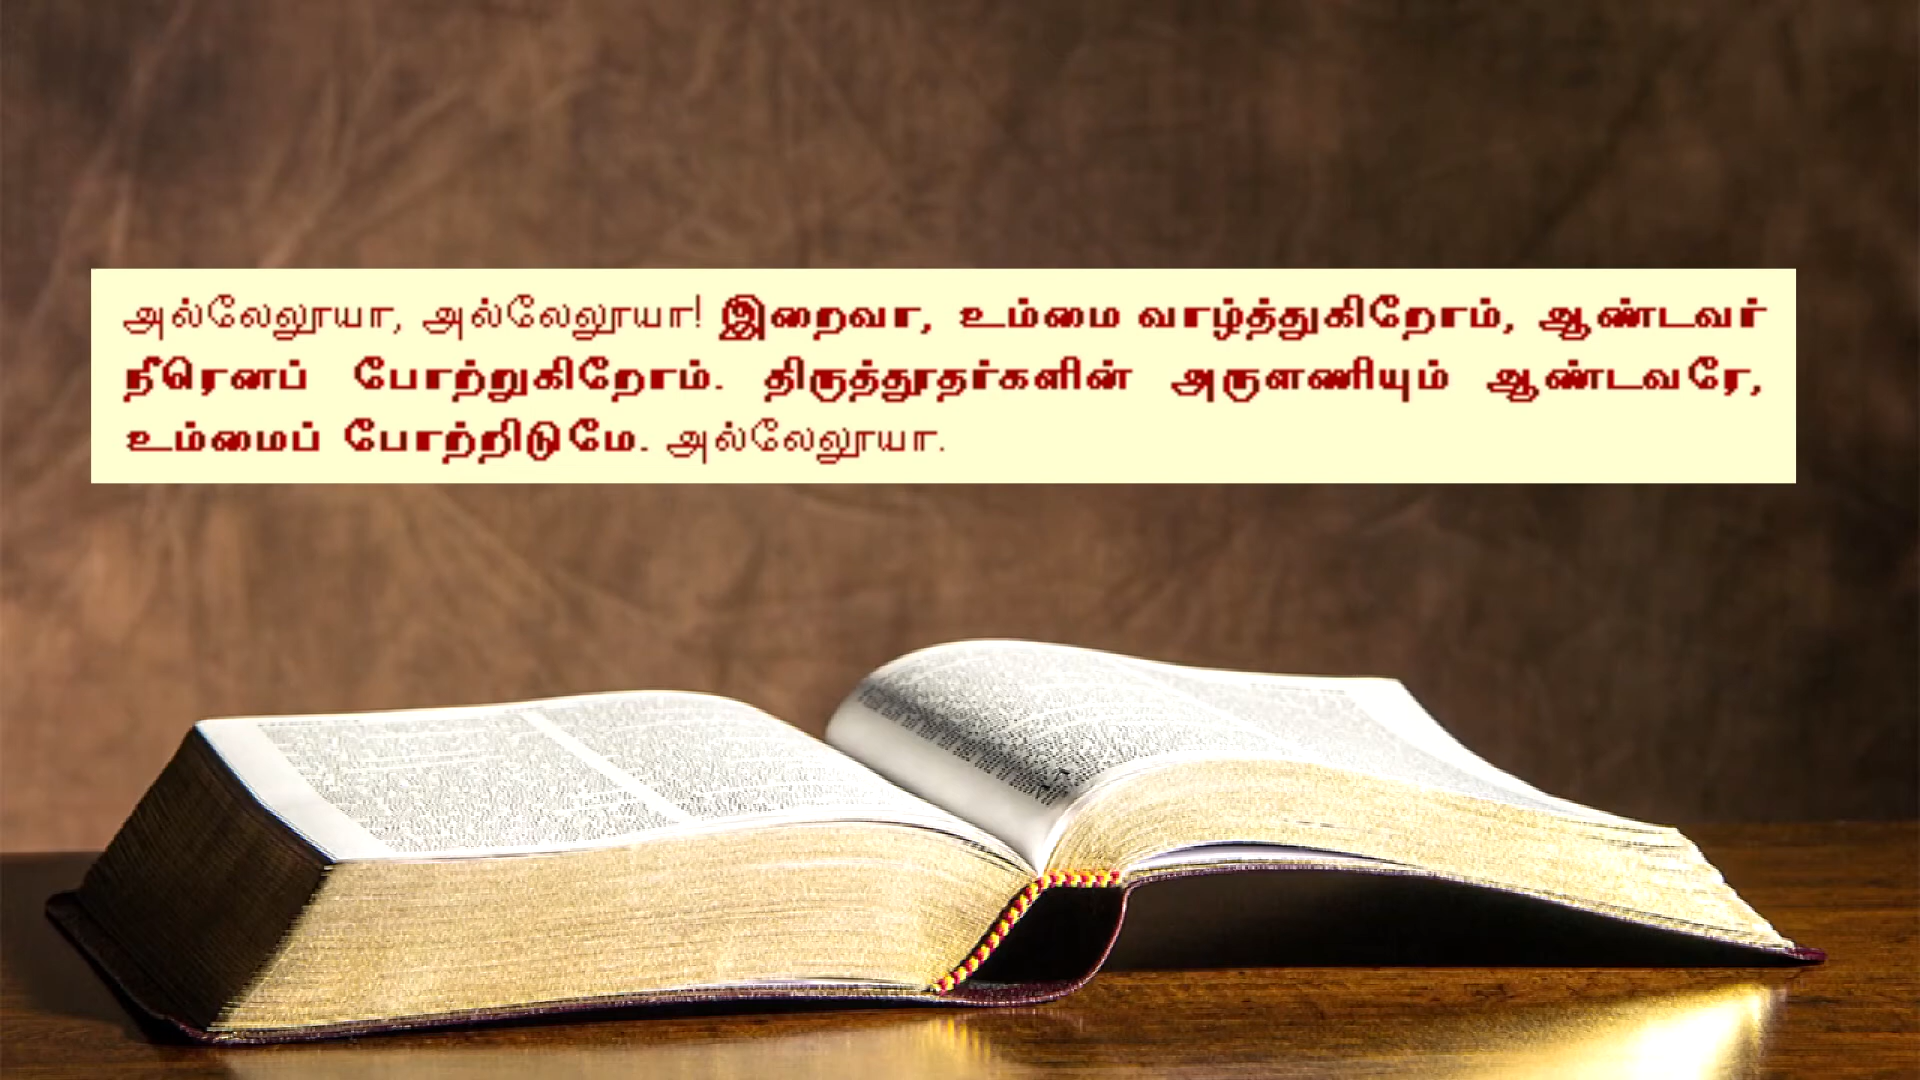 அல்லேலூயா, அல்லேலூயா! இறைவா, உம்மை வாழ்த்துகிறோம், ஆண்டவர்
நீரெனப் போற்றுகிறோம். திருத்தூதர்களின் அருளணியும் ஆண்டவரே,
உம்மைப் போற்றிடுமே. அல்லேலூயா.